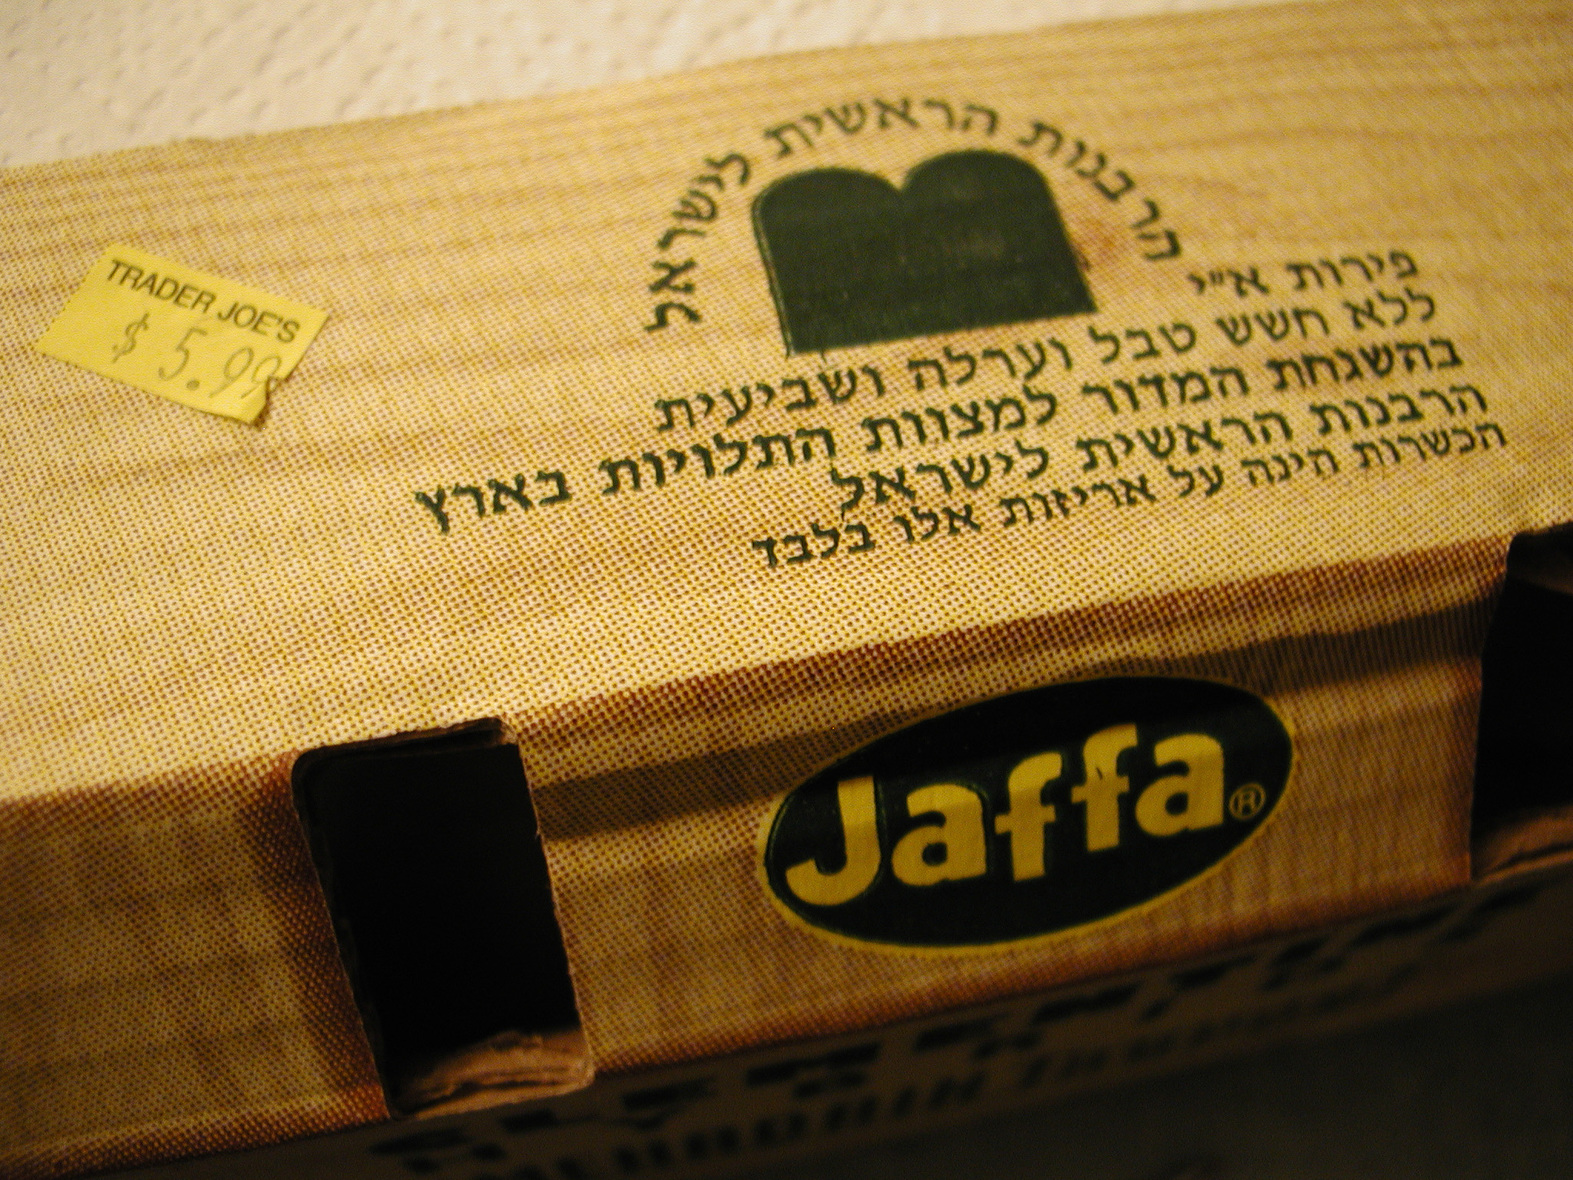 הרבנות הראשית לישראל
פירות א"י
ללא חשש טבל וערלה ושביעית
בהשגחת המדור למצוות התלויות בארץ
הרבנות הראשית לישראל
הכשרות הינה על אריזות אלו בלבד
TRADER JOE'S
$ 5.99
Jaffa®